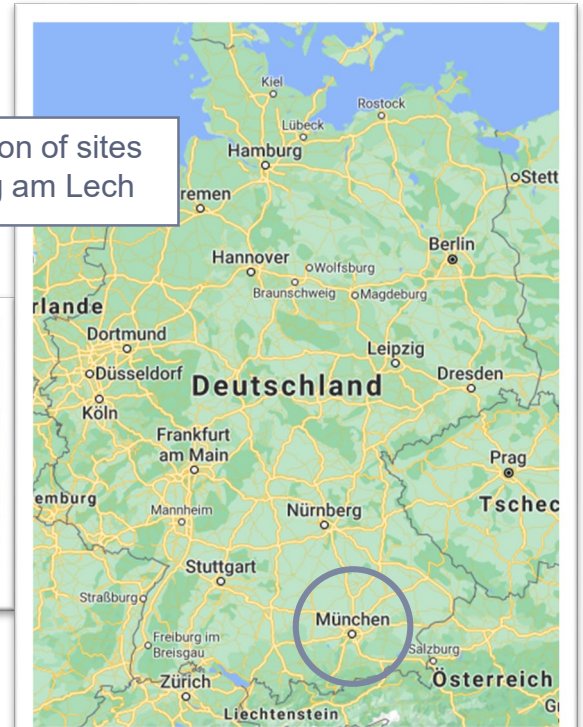 on of sites
am Lech
Kiel
Rostock
Lübeck
Hamburg
Stett
remen
Berlin
Hannover
Wolfsburg
Braunschweig
Magdeburg
rlande
Dortmund
Leipzig
Düsseldorf
Deutschland
Dresden
Köln
Frankfurt
am Main
Prag
emburg
Mannheim
Nürnberg
Tschec
Stuttgart
Straßburg
München
Freiburg im
Breisgau
Salzburg
Zürich
Österreich
Liechtenstein